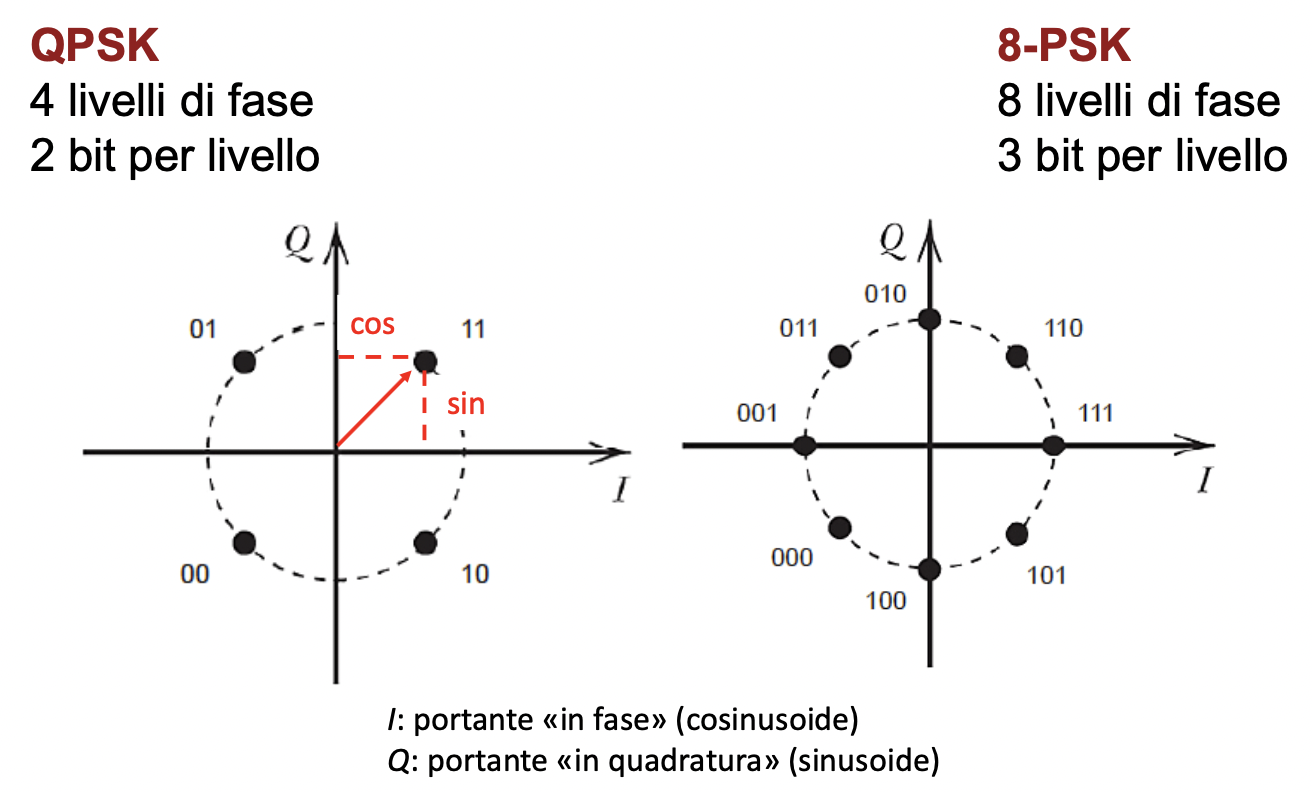 QPSK
4 livelli di fase
2 bit per livello
8-PSK
8 livelli di fase
3 bit per livello
Q
01
cos
11
sin
I
00
10
Q
010
011
110
001
111
I
000
101
100
I: portante «in fase» (cosinusoide)
Q: portante «in quadratura» (sinusoide)